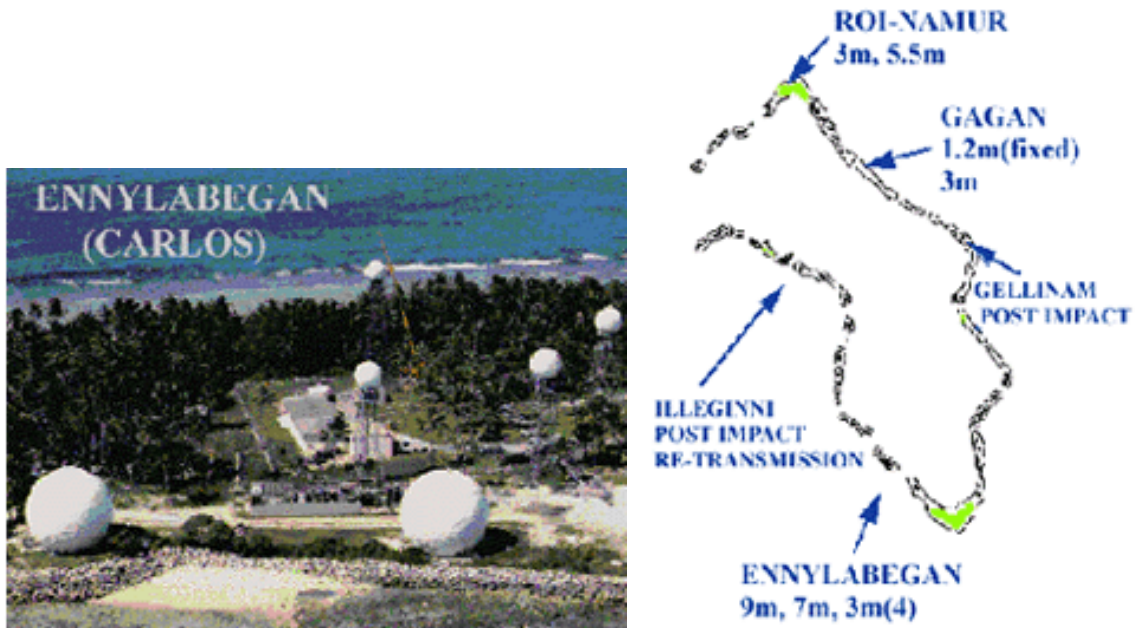 ENNYLABEGAN
(CARLOS)
ROI-NAMUR
3m, 5.5m
GAGAN
1.2m(fixed)
3m
GELLINAM
POST IMPACT
ILLEGINNI
POST IMPACT
RE-TRANSMISSION
ENNYLABEGAN
9m, 7m, 3m(4)